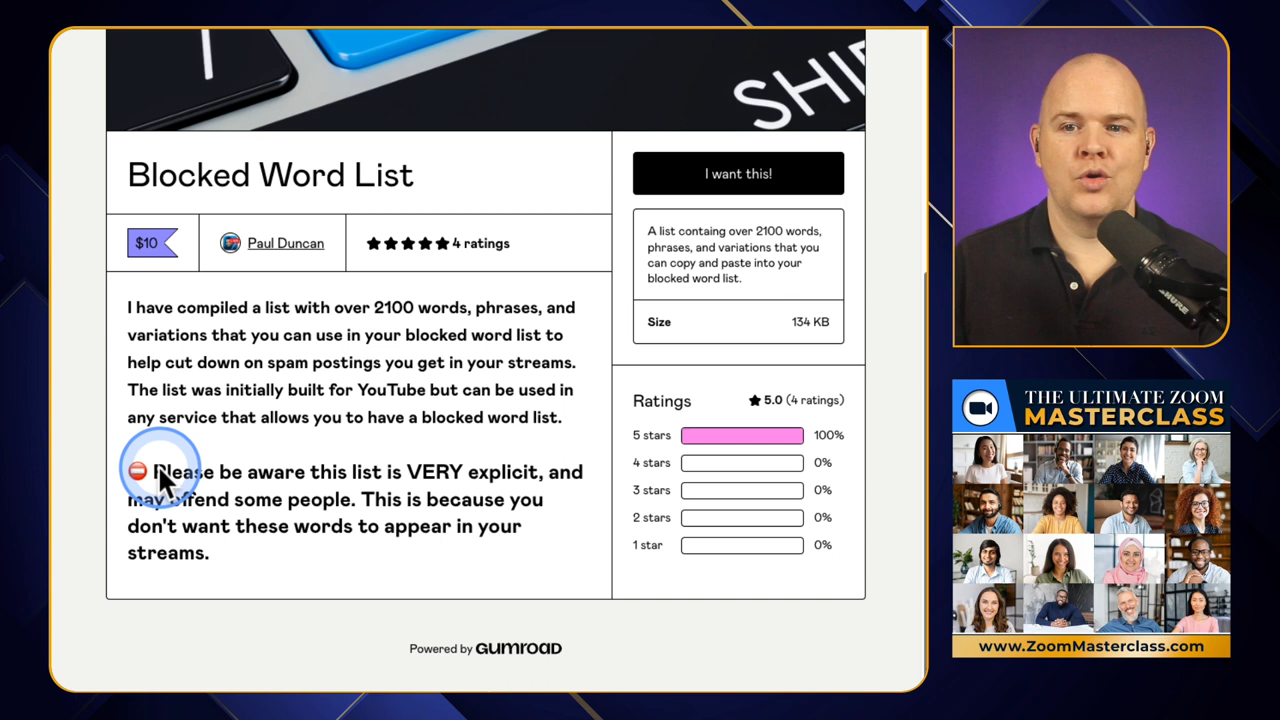 SHI
Blocked Word List
$10
Paul Duncan
4 ratings
I have compiled a list with over 2100 words, phrases, and
variations that you can use in your blocked word list to
help cut down on spam postings you get in your streams.
The list was initially built for YouTube but can be used in
any service that allows you to have a blocked word list.
⛔ Please be aware this list is VERY explicit, and
may offend some people. This is because you
don't want these words to appear in your
streams.
I want this!
A list containg over 2100 words,
phrases, and variations that you
can copy and paste into your
blocked word list.
Size 134 KB
Ratings ★ 5.0 (4 ratings)
5 stars 100%
4 stars 0%
3 stars 0%
2 stars 0%
1 star 0%
Powered by GUMROAD
SHURE
THE ULTIMATE ZOOM
MASTERCLASS
www.ZoomMasterclass.com